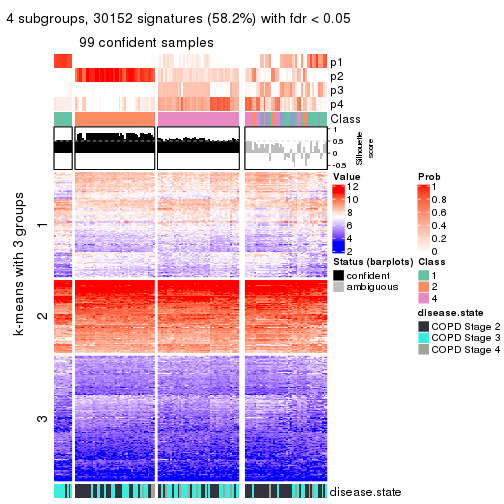 4 subgroups, 30152 signatures (58.2%) with fdr < 0.05
99 confident samples
p1
p2
p3
p4
Class
1
0.5
0
-0.5
Silhouette
score
k-means with 3 groups
1
2
3
Value
12
10
8
6
4
2
Prob
1
0.8
0.6
0.4
0.2
0
Status (barplots)
confident
ambiguous
Class
1
2
4
disease.state
COPD Stage 2
COPD Stage 3
COPD Stage 4
disease.state